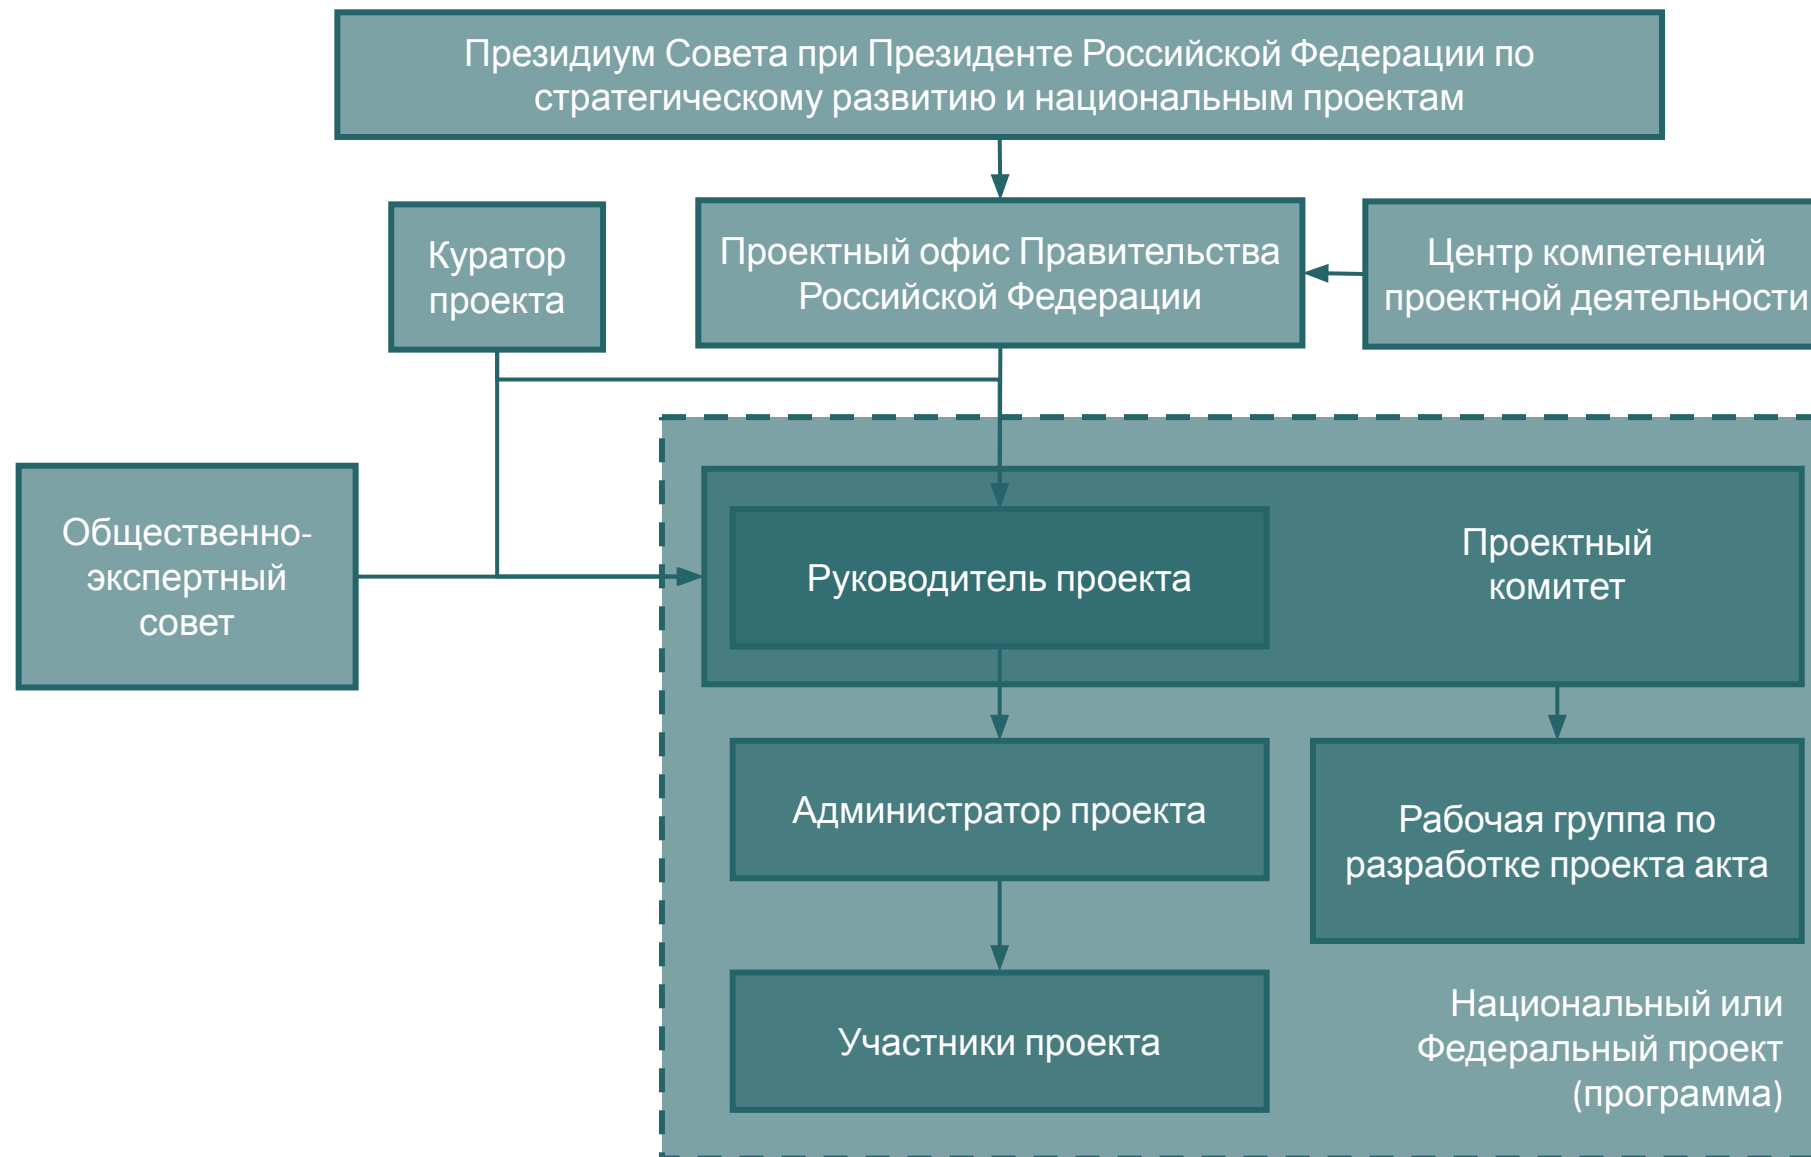 Президиум Совета при Президенте Российской Федерации по
стратегическому развитию и национальным проектам
Куратор
проекта
Проектный офис Правительства
Российской Федерации
Центр компетенций
проектной деятельности
Общественно-
экспертный
совет
Руководитель проекта
Проектный
комитет
Администратор проекта
Рабочая группа по
разработке проекта акта
Участники проекта
Национальный или
Федеральный проект
(программа)